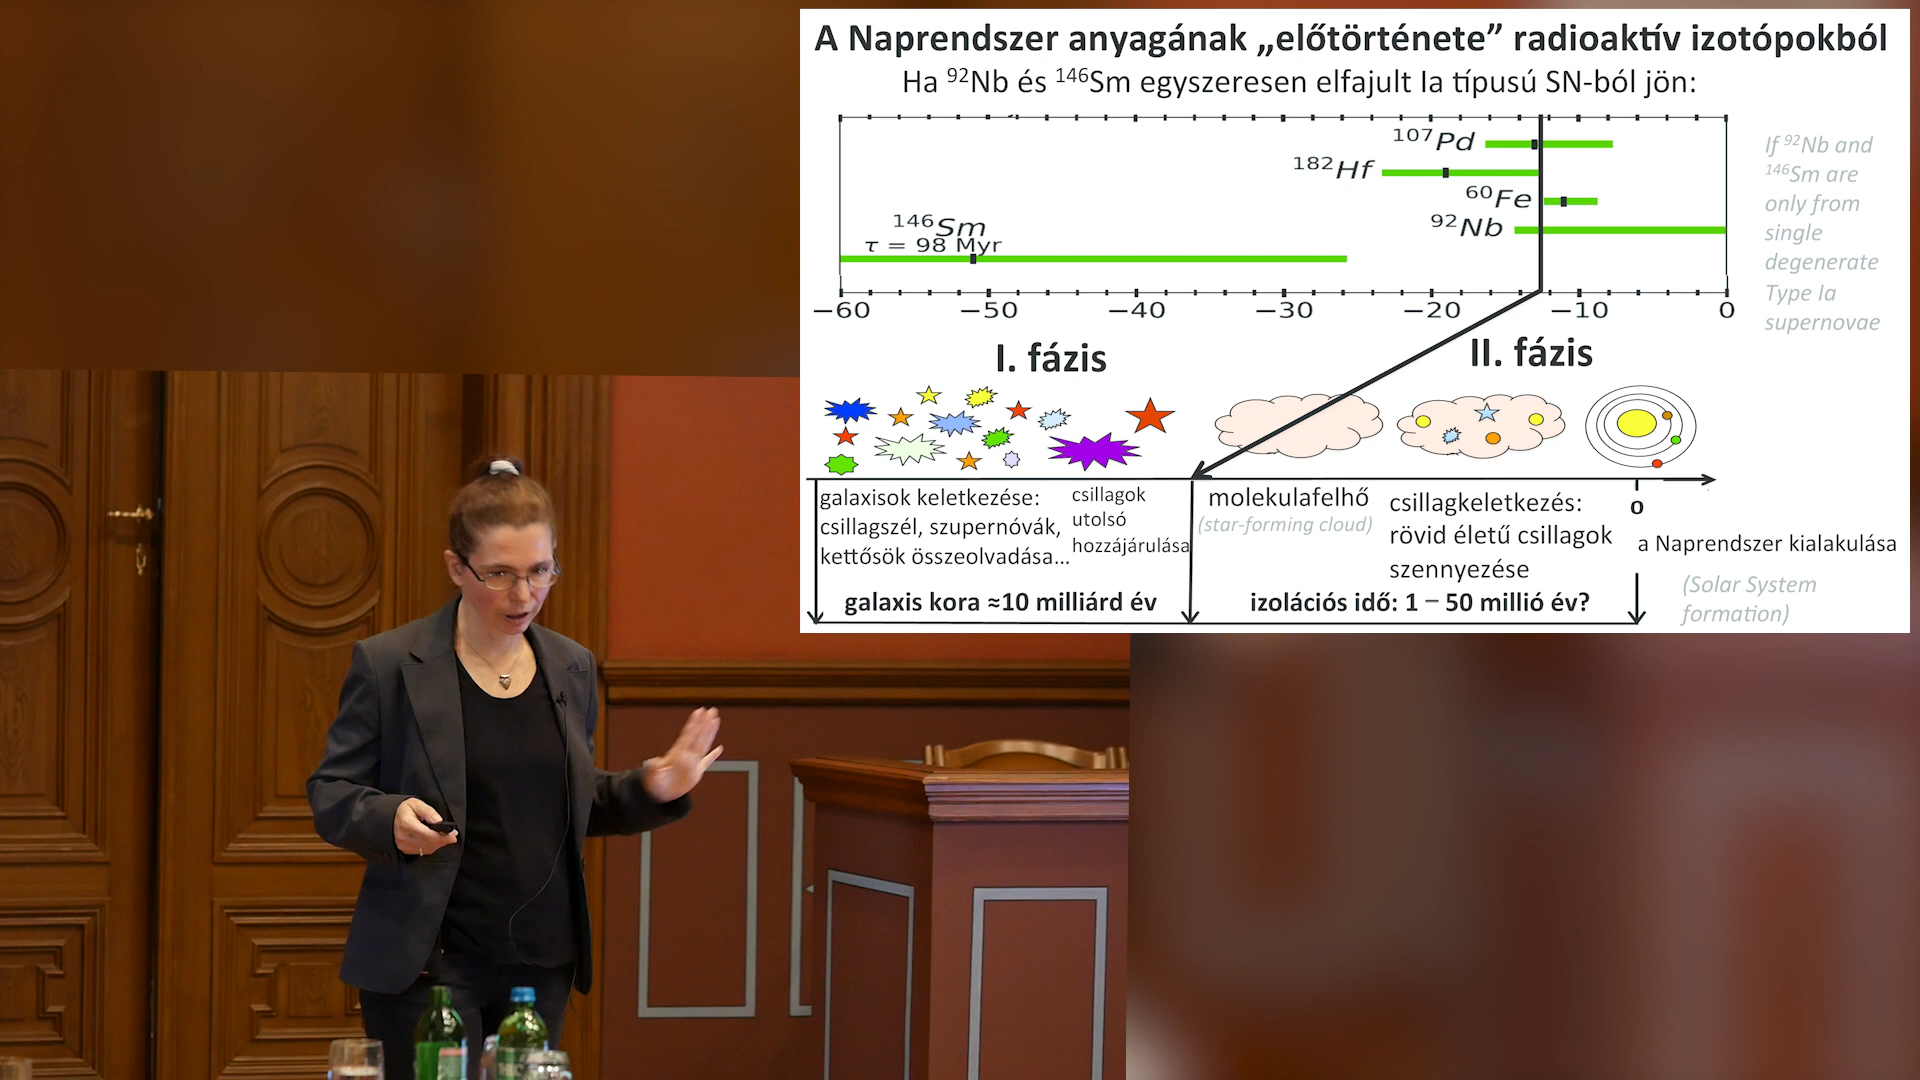 A Naprendszer anyagának „előtörténete” radioaktív izotópokból
Ha ⁹²Nb és ¹⁴⁶Sm egyszeresen elfajult Ia típusú SN-ból jön:
¹⁰⁷Pd
¹⁸²Hf
⁶⁰Fe
⁹²Nb
¹⁴⁶Sm
τ = 98 Myr
−60 −50 −40 −30 −20 −10 0
If ⁹²Nb and
¹⁴⁶Sm are
only from
single
degenerate
Type Ia
supernovae
I. fázis
II. fázis
galaxisok keletkezése:
csillagszél, szupernóvák,
kettősök összeolvadása...
csillagok
utolsó
hozzájárulása
molekulafelhő
(star-forming cloud)
csillagkeletkezés:
rövid életű csillagok
szennyezése
0
a Naprendszer kialakulása
(Solar System
formation)
galaxis kora ≈10 milliárd év
izolációs idő: 1 – 50 millió év?